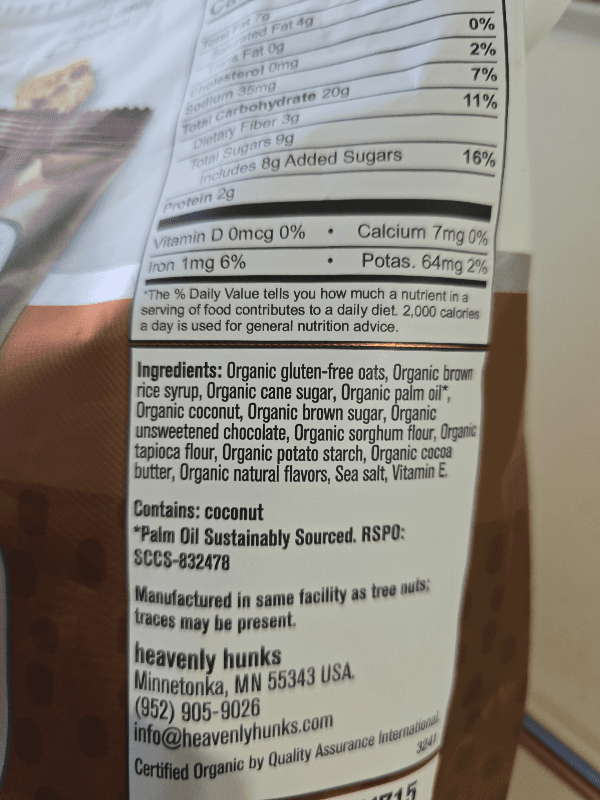 Total Fat 7g
Saturated Fat 4g 0%
Trans Fat 0g
Cholesterol 0mg 2%
Sodium 35mg 7%
Total Carbohydrate 20g 11%
Dietary Fiber 3g
Total Sugars 9g
Includes 8g Added Sugars 16%
Protein 2g
Vitamin D 0mcg 0% • Calcium 7mg 0%
Iron 1mg 6% • Potas. 64mg 2%
*The % Daily Value tells you how much a nutrient in a
serving of food contributes to a daily diet. 2,000 calories
a day is used for general nutrition advice.
Ingredients: Organic gluten-free oats, Organic brown
rice syrup, Organic cane sugar, Organic palm oil*,
Organic coconut, Organic brown sugar, Organic
unsweetened chocolate, Organic sorghum flour, Organic
tapioca flour, Organic potato starch, Organic cocoa
butter, Organic natural flavors, Sea salt, Vitamin E.
Contains: coconut
*Palm Oil Sustainably Sourced. RSPO:
SCCS-832478
Manufactured in same facility as tree nuts;
traces may be present.
heavenly hunks
Minnetonka, MN 55343 USA.
(952) 905-9026
info@heavenlyhunks.com
Certified Organic by Quality Assurance International.
3241
715